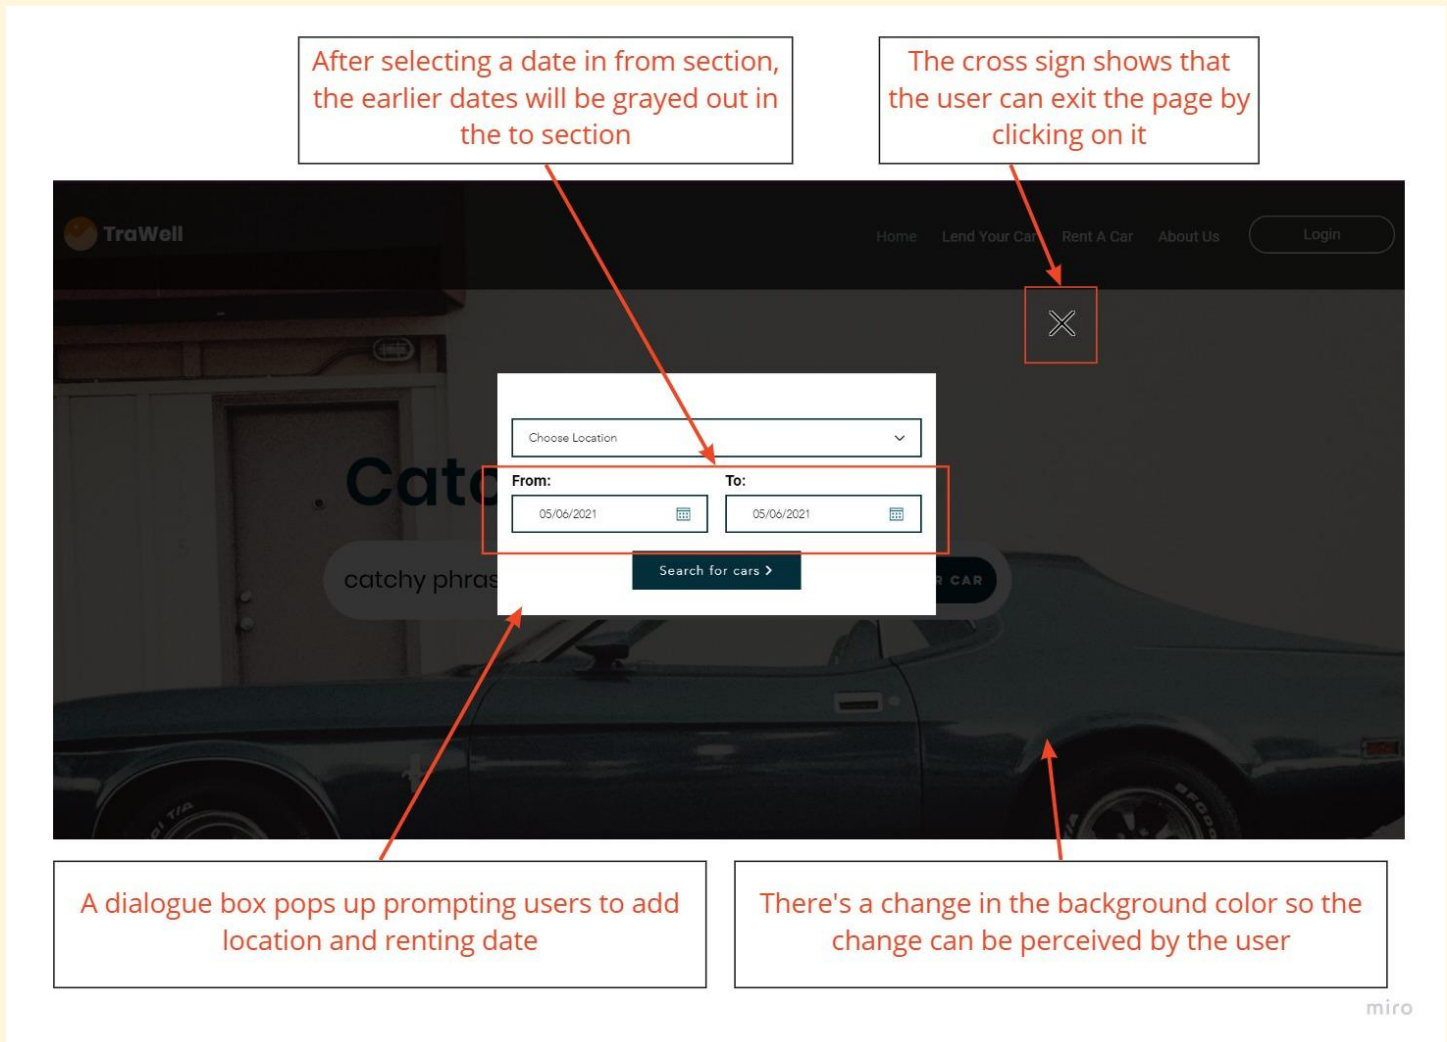 After selecting a date in from section,
the earlier dates will be grayed out in
the to section
The cross sign shows that
the user can exit the page by
clicking on it
TraWell
Home Lend Your Car Rent A Car About Us Login
Choose Location
Catc
From: To:
05/06/2021 05/06/2021
Search for cars >
catchy phras
R CAR
A dialogue box pops up prompting users to add
location and renting date
There's a change in the background color so the
change can be perceived by the user
miro